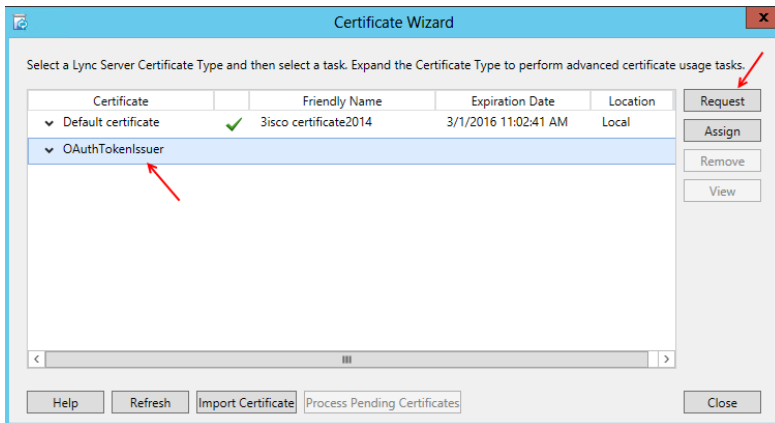 Certificate Wizard
x
Select a Lync Server Certificate Type and then select a task. Expand the Certificate Type to perform advanced certificate usage tasks.
Certificate Friendly Name Expiration Date Location
Default certificate 3isco certificate2014 3/1/2016 11:02:41 AM Local
OAuthTokenIssuer
Request
Assign
Remove
View
Help Refresh Import Certificate Process Pending Certificates Close